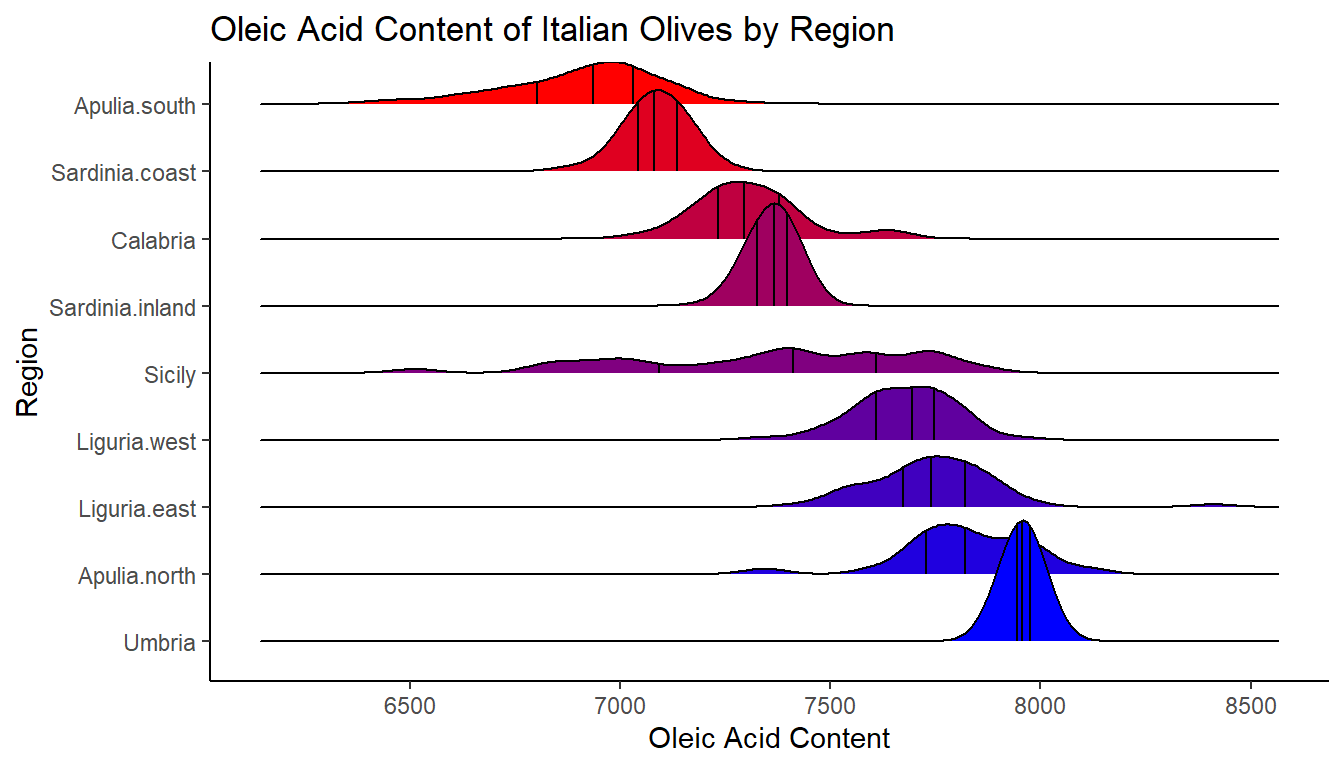 Oleic Acid Content of Italian Olives by Region
Apulia.south
Sardinia.coast
Calabria
Sardinia.inland
Sicily
Liguria.west
Liguria.east
Apulia.north
Umbria
Region
6500 7000 7500 8000 8500
Oleic Acid Content